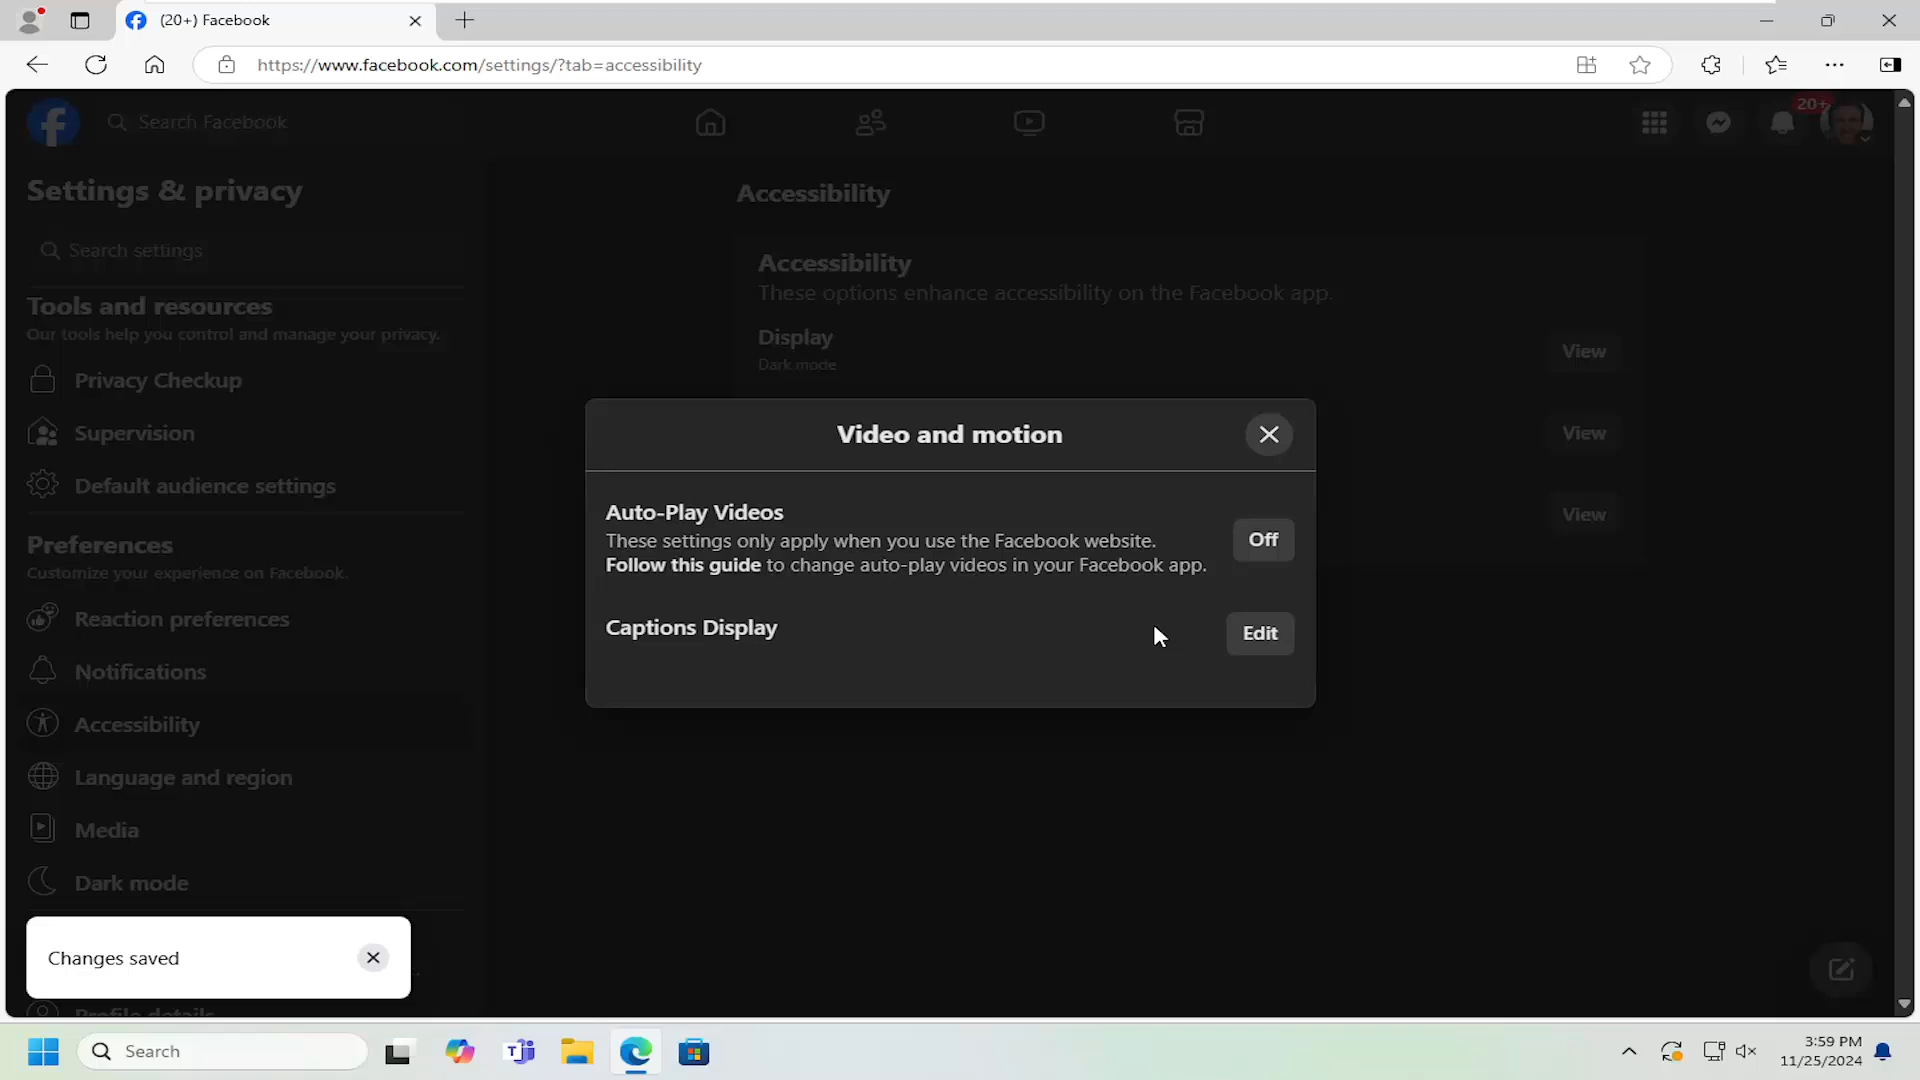 (20+) Facebook
https://www.facebook.com/settings/?tab=accessibility
Search Facebook
20+
Settings & privacy
Search settings
Tools and resources
Our tools help you control and manage your privacy.
Privacy Checkup
Supervision
Default audience settings
Preferences
Customize your experience on Facebook.
Reaction preferences
Notifications
Accessibility
Language and region
Media
Dark mode
Profile details
Accessibility
Accessibility
These options enhance accessibility on the Facebook app.
Display
Dark mode
View
View
View
Video and motion
Auto-Play Videos
These settings only apply when you use the Facebook website.
Follow this guide to change auto-play videos in your Facebook app.
Off
Captions Display
Edit
Changes saved
Search
3:59 PM
11/25/2024